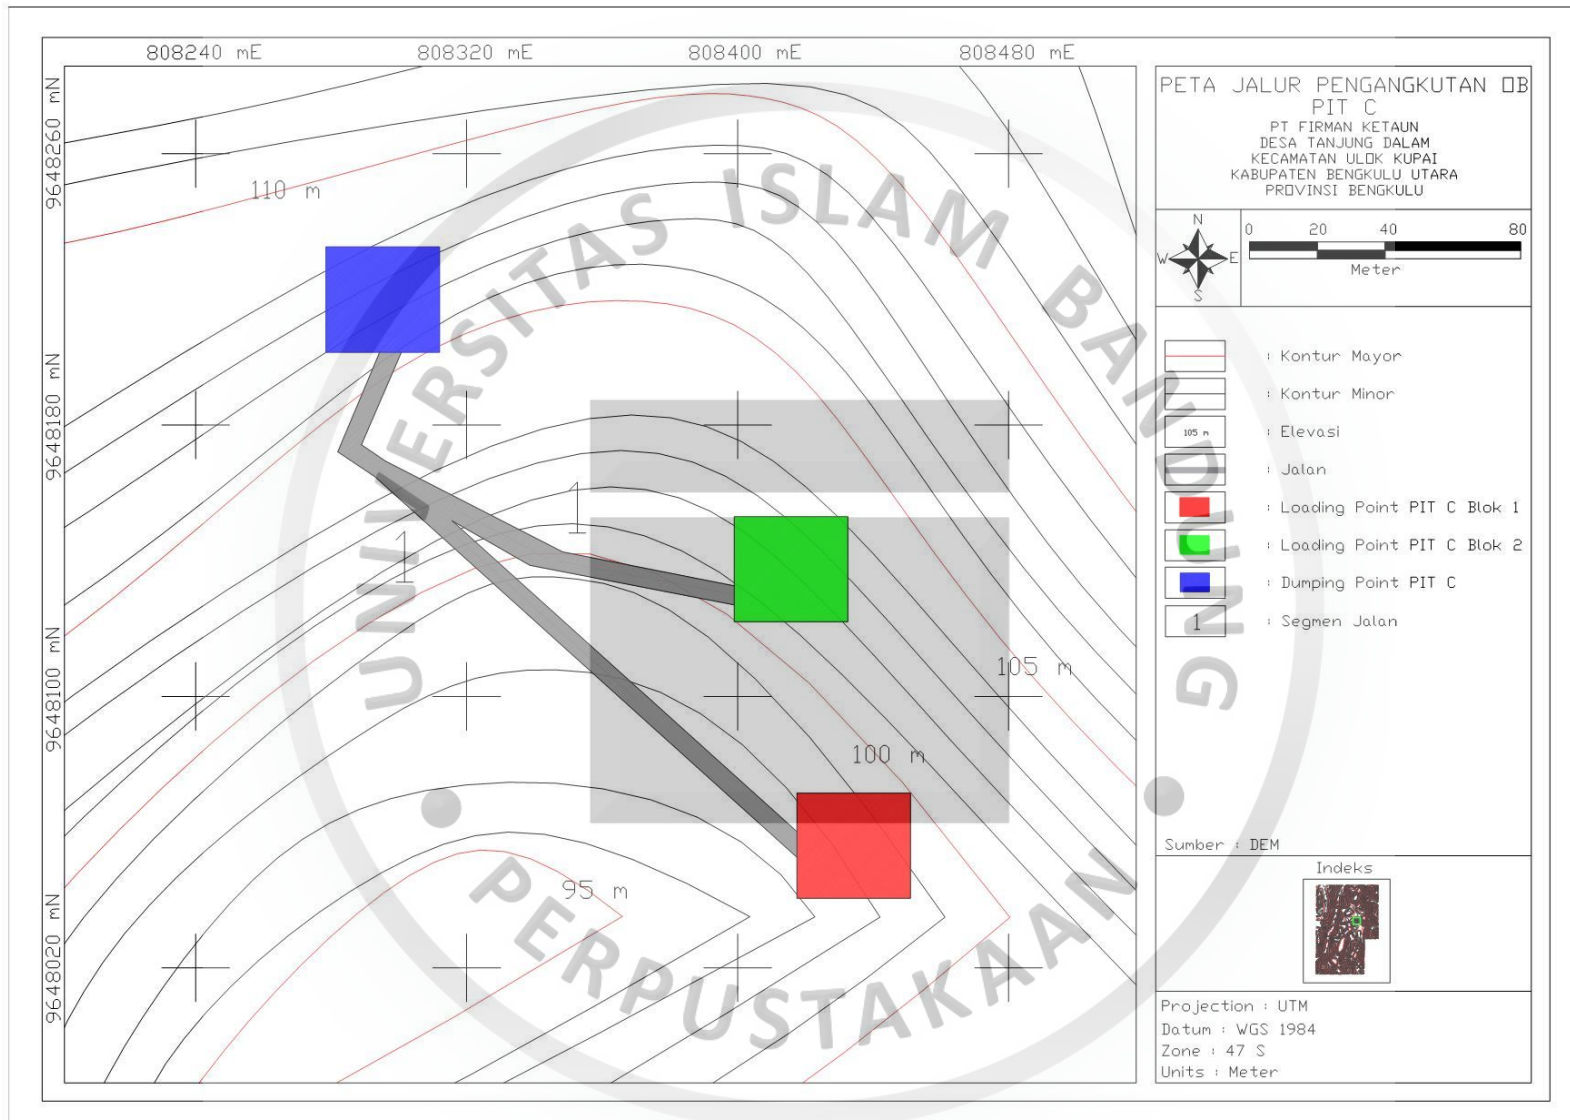 808240 mE
808320 mE
808400 mE
808480 mE
9648260 mN
9648180 mN
9648100 mN
9648020 mN
110 m
105 m
100 m
95 m
1
1
UNIVERSITAS ISLAM BANDUNG
PERPUSTAKAAN
PETA JALUR PENGANGKUTAN OB
PIT C
PT FIRMAN KETAUN
DESA TANJUNG DALAM
KECAMATAN ULOK KUPAI
KABUPATEN BENGKULU UTARA
PROVINSI BENGKULU
N
W E
S
0 20 40 80
Meter
: Kontur Mayor
: Kontur Minor
105 m : Elevasi
: Jalan
: Loading Point PIT C Blok 1
: Loading Point PIT C Blok 2
: Dumping Point PIT C
1 : Segmen Jalan
Sumber : DEM
Indeks
Projection : UTM
Datum : WGS 1984
Zone : 47 S
Units : Meter